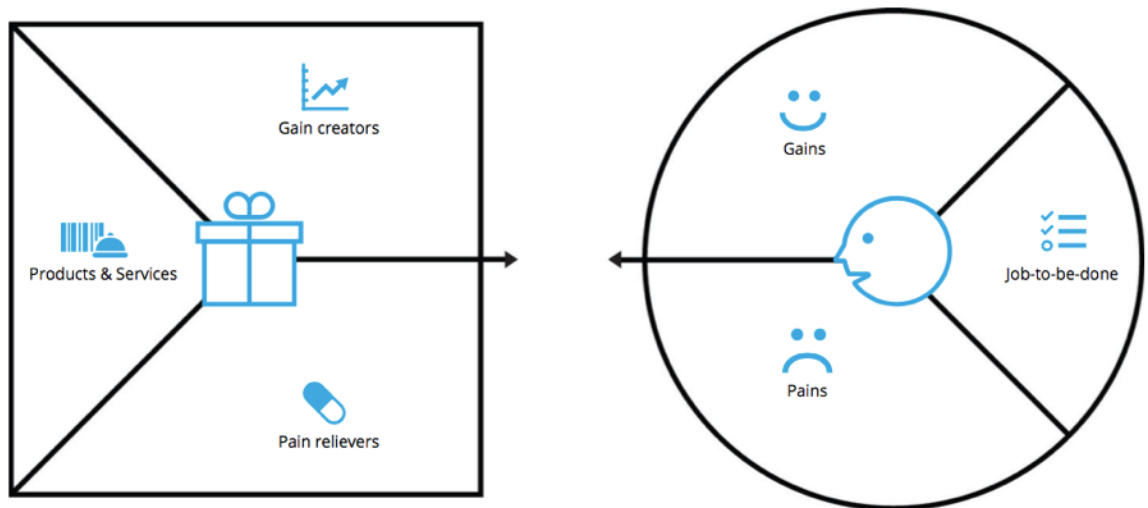 Gain creators
Products & Services
Pain relievers
Gains
Job-to-be-done
Pains